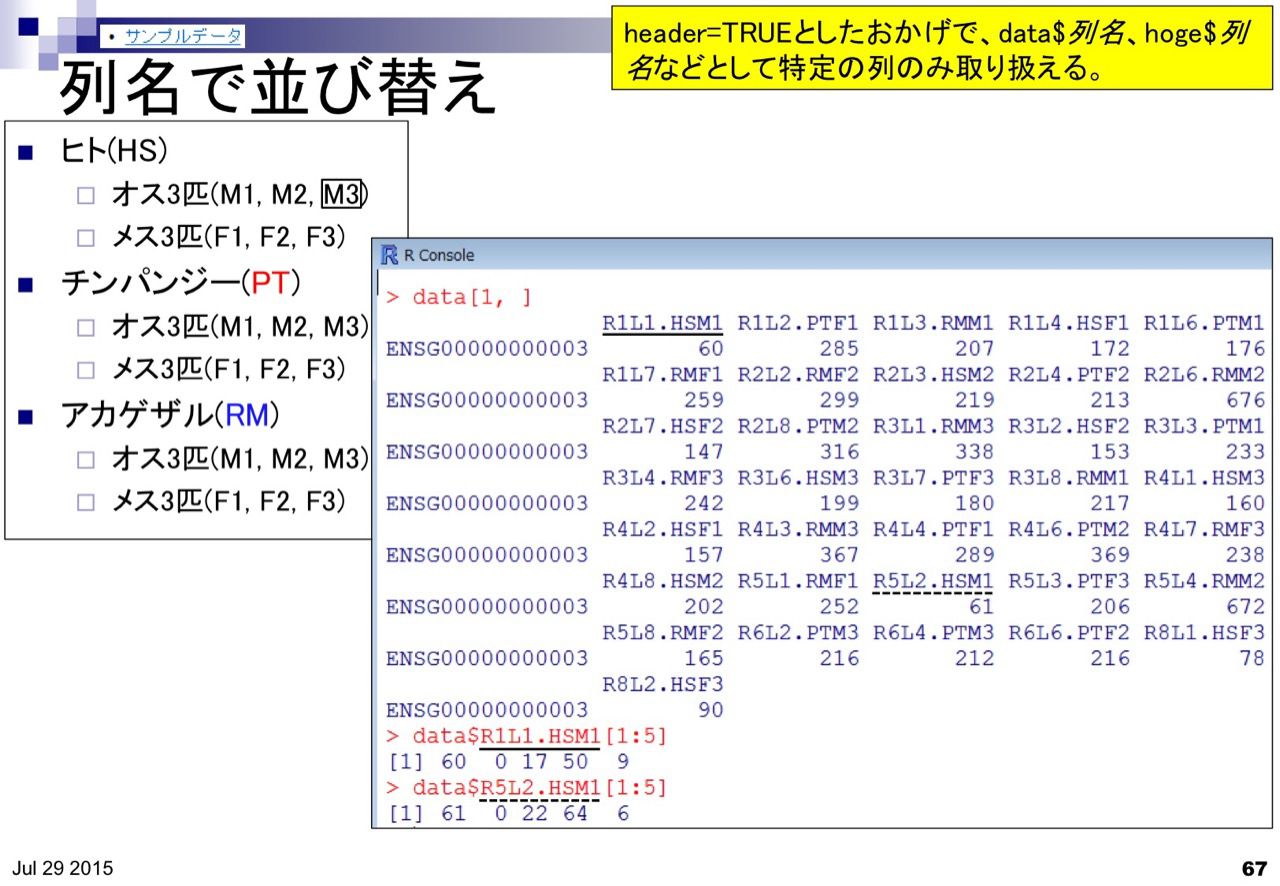 • サンプルデータ
列名で並び替え
header=TRUEとしたおかげで、data$列名、hoge$列
名などとして特定の列のみ取り扱える。
ヒト(HS)
オス3匹(M1, M2, M3)
メス3匹(F1, F2, F3)
チンパンジー(PT)
オス3匹(M1, M2, M3)
メス3匹(F1, F2, F3)
アカゲザル(RM)
オス3匹(M1, M2, M3)
メス3匹(F1, F2, F3)
R Console
> data[1, ]
R1L1.HSM1 R1L2.PTF1 R1L3.RMM1 R1L4.HSF1 R1L6.PTM1
ENSG00000000003 60 285 207 172 176
R1L7.RMF1 R2L2.RMF2 R2L3.HSM2 R2L4.PTF2 R2L6.RMM2
ENSG00000000003 259 299 219 213 676
R2L7.HSF2 R2L8.PTM2 R3L1.RMM3 R3L2.HSF2 R3L3.PTM1
ENSG00000000003 147 316 338 153 233
R3L4.RMF3 R3L6.HSM3 R3L7.PTF3 R3L8.RMM1 R4L1.HSM3
ENSG00000000003 242 199 180 217 160
R4L2.HSF1 R4L3.RMM3 R4L4.PTF1 R4L6.PTM2 R4L7.RMF3
ENSG00000000003 157 367 289 369 238
R4L8.HSM2 R5L1.RMF1 R5L2.HSM1 R5L3.PTF3 R5L4.RMM2
ENSG00000000003 202 252 61 206 672
R5L8.RMF2 R6L2.PTM3 R6L4.PTM3 R6L6.PTF2 R8L1.HSF3
ENSG00000000003 165 216 212 216 78
R8L2.HSF3
ENSG00000000003 90
> data$R1L1.HSM1[1:5]
[1] 60 0 17 50 9
> data$R5L2.HSM1[1:5]
[1] 61 0 22 64 6
Jul 29 2015
67